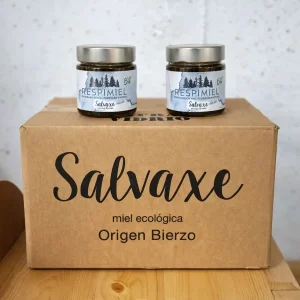 RESPIMIEL
Salvaxe
RESPIMIEL
Salvaxe
Salvaxe
miel ecológica
Origen Bierzo